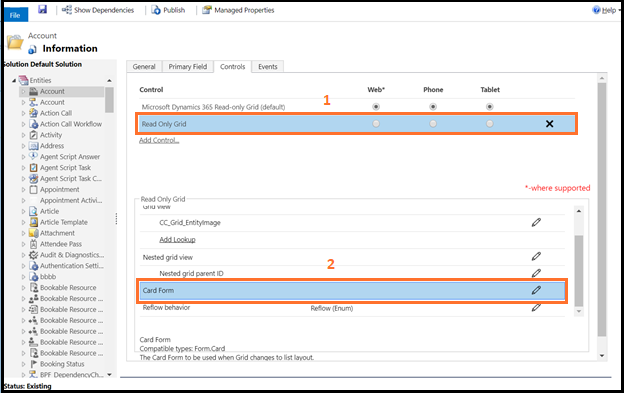 File
Show Dependencies
Publish
Managed Properties
Help
Account
Information
Solution Default Solution
Entities
Account
Account
Action Call
Action Call Workflow
Activity
Address
Agent Script Answer
Agent Script Task
Agent Script Task C...
Appointment
Appointment Activi...
Article
Article Template
Attachment
Attendee Pass
Audit & Diagnostics...
Authentication Setti...
bbbb
Bookable Resource
Bookable Resource ...
Bookable Resource ...
Bookable Resource ...
Bookable Resource ...
Bookable Resource ...
Booking Status
BPF_DependencyCh...
Status: Existing
General
Primary Field
Controls
Events
Control
Web*
Phone
Tablet
1
Microsoft Dynamics 365 Read-only Grid (default)
Read Only Grid
Add Control...
*-where supported
Read Only Grid
Grid view
CC_Grid_EntityImage
Add Lookup
Nested grid view
2
Nested grid parent ID
Card Form
Reflow behavior
Reflow (Enum)
Card Form
Compatible types: Form.Card
The Card Form to be used when Grid changes to list layout.